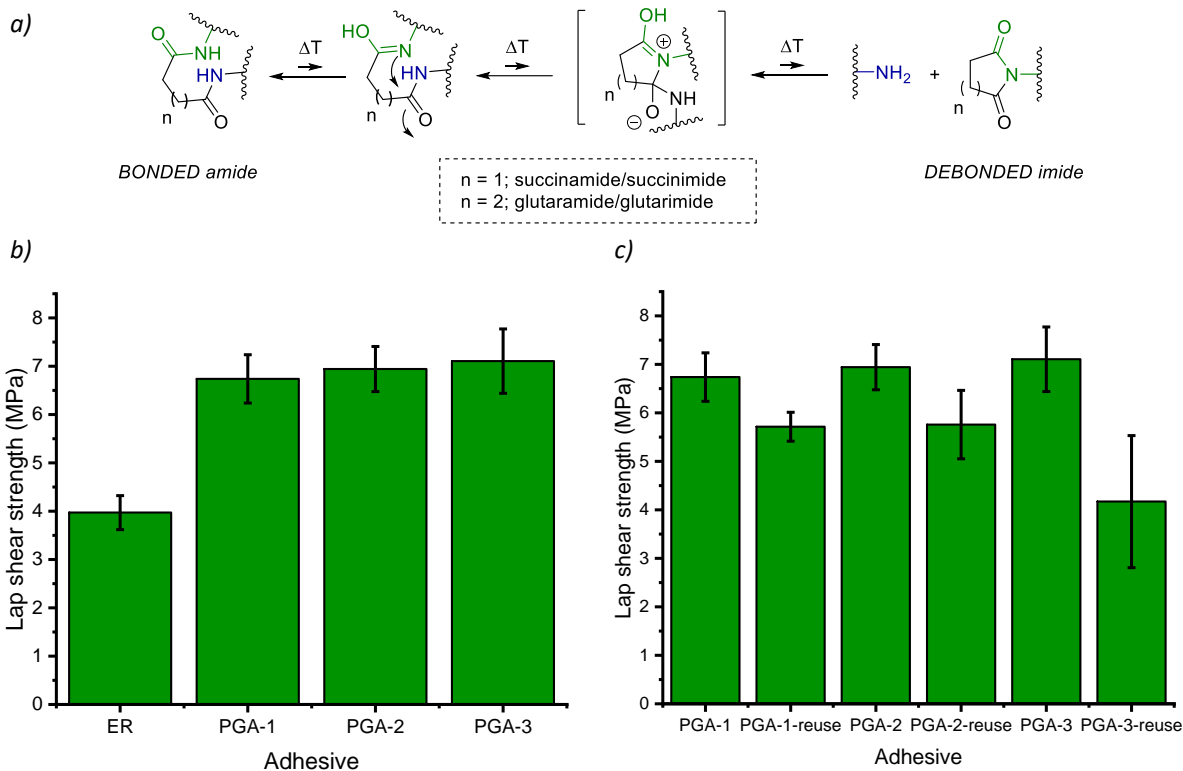 a)
O
NH
HN
O
n
ΔT
HO
N
HN
O
n
ΔT
OH
N
+
n
O
−
NH
ΔT
NH2
+
O
N
O
n
BONDED amide
n = 1; succinamide/succinimide
n = 2; glutaramide/glutarimide
DEBONDED imide
b)
Lap shear strength (MPa)
8
7
6
5
4
3
2
1
0
ER PGA-1 PGA-2 PGA-3
Adhesive
c)
Lap shear strength (MPa)
8
7
6
5
4
3
2
1
0
PGA-1 PGA-1-reuse PGA-2 PGA-2-reuse PGA-3 PGA-3-reuse
Adhesive